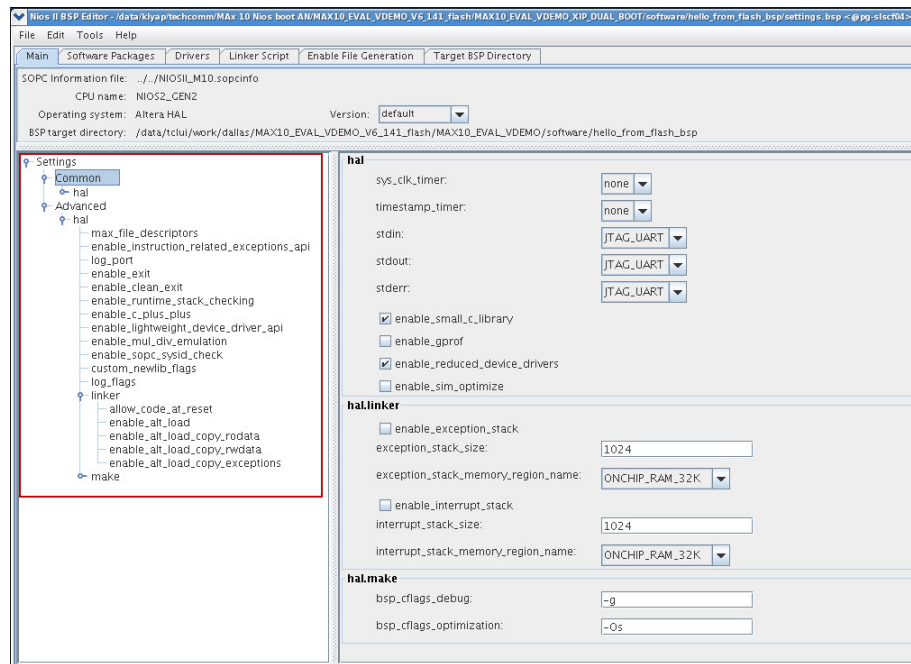 Nios II BSP Editor - /data/klyap/techcomm/MAx 10 Nios boot AN/MAX10_EVAL_VDEMO_V6_141_flash/MAX10_EVAL_VDEMO_XIP_DUAL_BOOT/software/hello_from_flash_bsp/settings.bsp <@pg-slscf04>
File Edit Tools Help
Main Software Packages Drivers Linker Script Enable File Generation Target BSP Directory
SOPC Information file: ../../NIOSII_M10.sopcinfo
CPU name: NIOS2_GEN2
Operating system: Altera HAL Version: default
BSP target directory: /data/tclui/work/dallas/MAX10_EVAL_VDEMO_V6_141_flash/MAX10_EVAL_VDEMO/software/hello_from_flash_bsp
Settings
Common
hal
Advanced
hal
max_file_descriptors
enable_instruction_related_exceptions_api
log_port
enable_exit
enable_clean_exit
enable_runtime_stack_checking
enable_c_plus_plus
enable_lightweight_device_driver_api
enable_mul_div_emulation
enable_sopc_sysid_check
custom_newlib_flags
log_flags
linker
allow_code_at_reset
enable_alt_load
enable_alt_load_copy_rodata
enable_alt_load_copy_rwdata
enable_alt_load_copy_exceptions
make
hal
sys_clk_timer: none
timestamp_timer: none
stdin: JTAG_UART
stdout: JTAG_UART
stderr: JTAG_UART
enable_small_c_library
enable_gprof
enable_reduced_device_drivers
enable_sim_optimize
hal.linker
enable_exception_stack
exception_stack_size: 1024
exception_stack_memory_region_name: ONCHIP_RAM_32K
enable_interrupt_stack
interrupt_stack_size: 1024
interrupt_stack_memory_region_name: ONCHIP_RAM_32K
hal.make
bsp_cflags_debug: -g
bsp_cflags_optimization: -Os